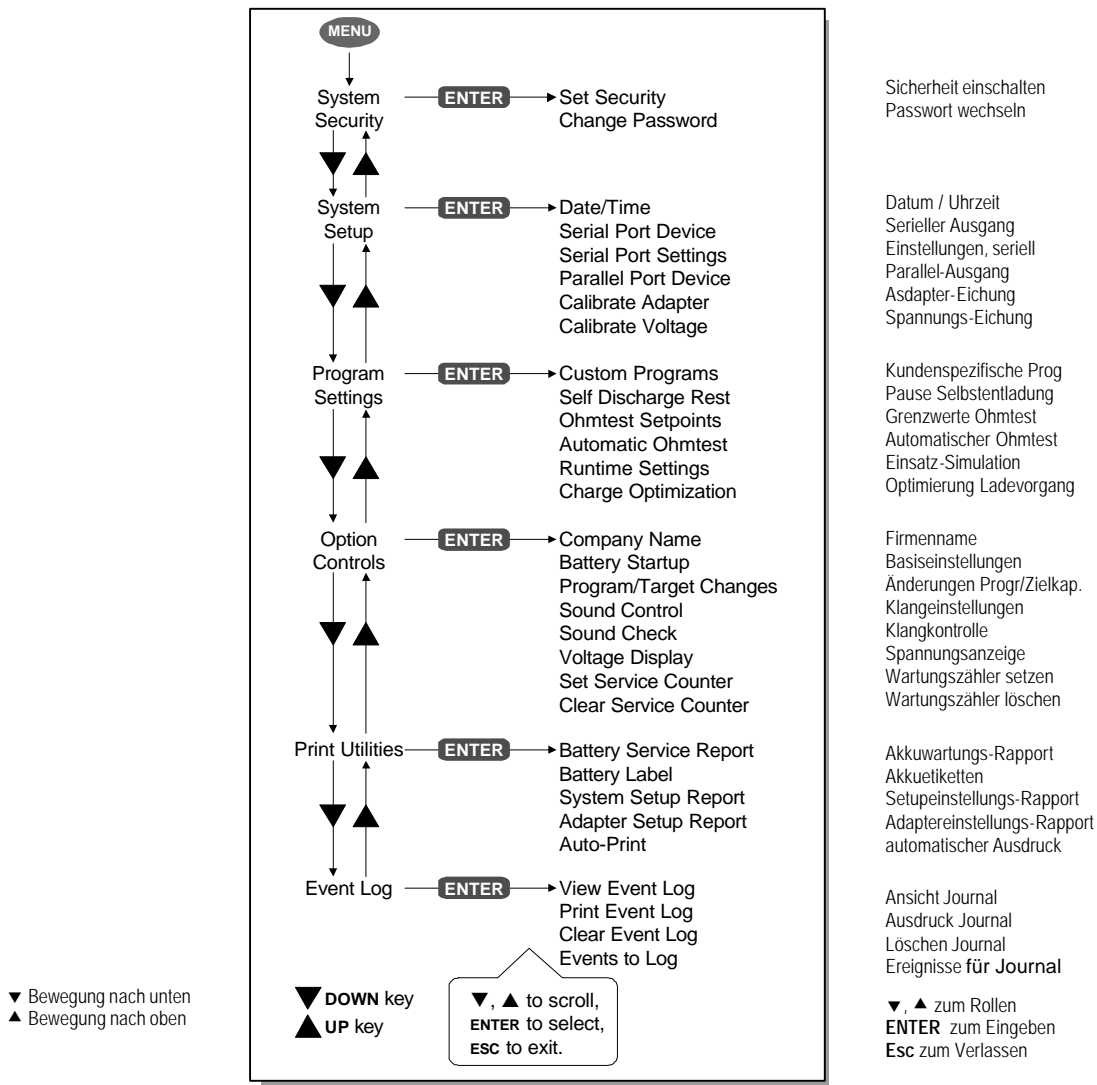 MENU
System
Security
ENTER
Set Security
Change Password
Sicherheit einschalten
Passwort wechseln
System
Setup
ENTER
Date/Time
Serial Port Device
Serial Port Settings
Parallel Port Device
Calibrate Adapter
Calibrate Voltage
Datum / Uhrzeit
Serieller Ausgang
Einstellungen, seriell
Parallel-Ausgang
Asdapter-Eichung
Spannungs-Eichung
Program
Settings
ENTER
Custom Programs
Self Discharge Rest
Ohmtest Setpoints
Automatic Ohmtest
Runtime Settings
Charge Optimization
Kundenspezifische Prog
Pause Selbstentladung
Grenzwerte Ohmtest
Automatischer Ohmtest
Einsatz-Simulation
Optimierung Ladevorgang
Option
Controls
ENTER
Company Name
Battery Startup
Program/Target Changes
Sound Control
Sound Check
Voltage Display
Set Service Counter
Clear Service Counter
Firmenname
Basiseinstellungen
Änderungen Progr/Zielkap.
Klangeinstellungen
Klangkontrolle
Spannungsanzeige
Wartungszähler setzen
Wartungszähler löschen
Print Utilities
ENTER
Battery Service Report
Battery Label
System Setup Report
Adapter Setup Report
Auto-Print
Akkuwartungs-Rapport
Akkuetiketten
Setupeinstellungs-Rapport
Adaptereinstellungs-Rapport
automatischer Ausdruck
Event Log
ENTER
View Event Log
Print Event Log
Clear Event Log
Events to Log
Ansicht Journal
Ausdruck Journal
Löschen Journal
Ereignisse für Journal
▼ Bewegung nach unten
▲ Bewegung nach oben
▼ DOWN key
▲ UP key
▼, ▲ to scroll,
ENTER to select,
ESC to exit.
▼, ▲ zum Rollen
ENTER zum Eingeben
Esc zum Verlassen